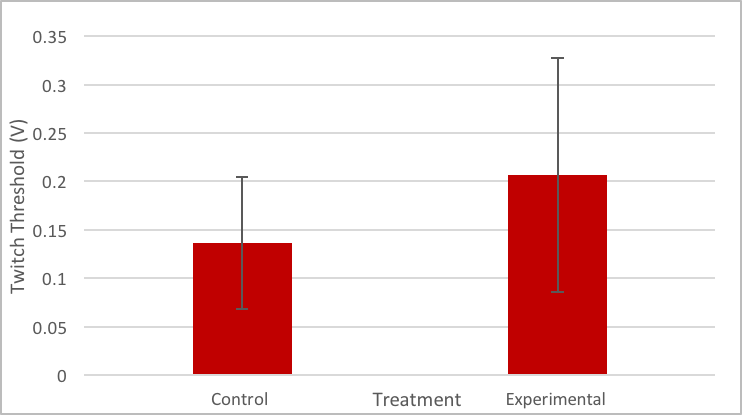 0.35
0.3
0.25
0.2
0.15
0.1
0.05
0
Twitch Threshold (V)
Control
Treatment
Experimental